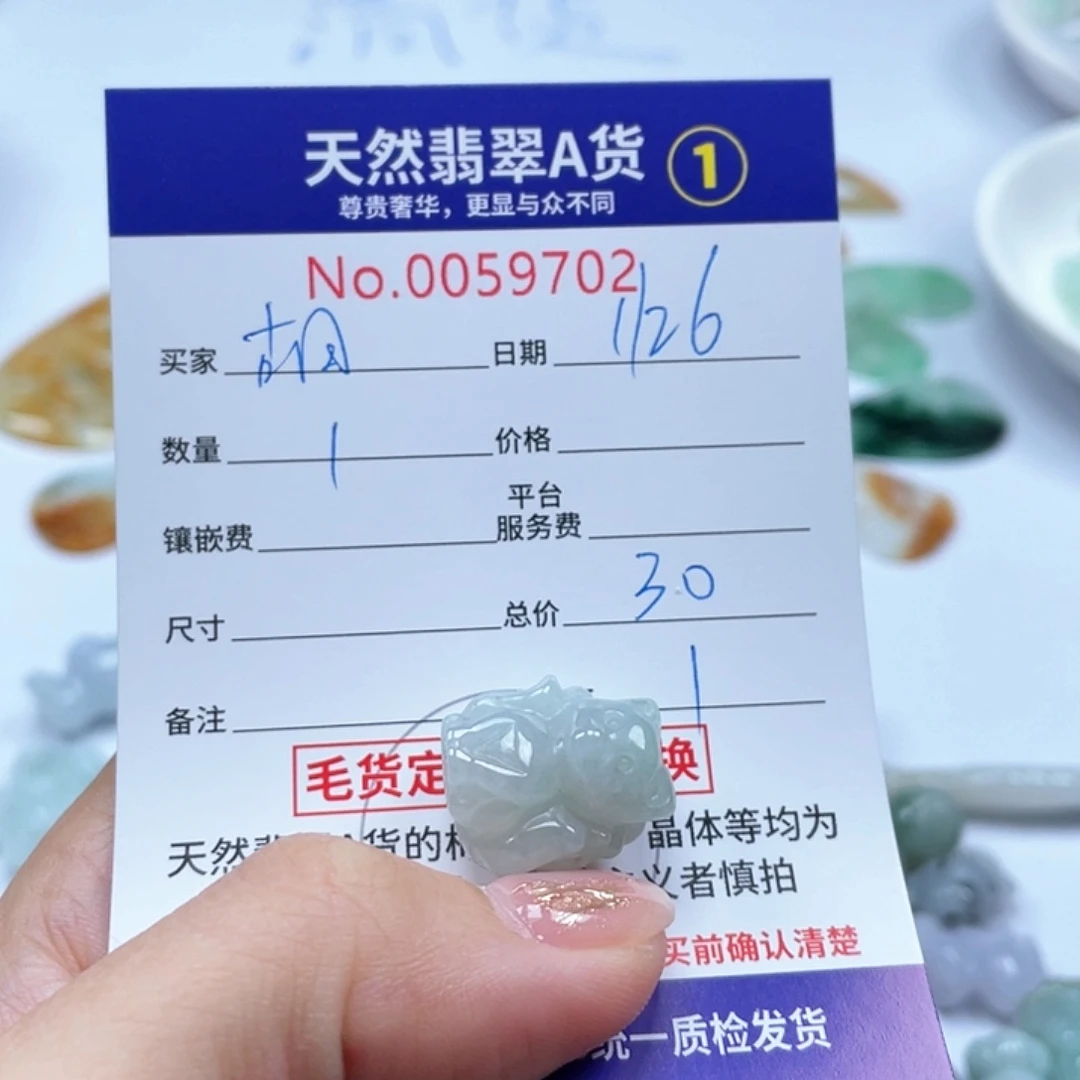 天然翡翠A货 1
尊贵奢华，更显与众不同
No.0059702
买家 胡 日期 1/26
数量 1 价格
平台
镶嵌费 服务费
尺寸 总价 30
备注 1
毛货定 换
天然翡翠A货的 晶体等均为
义者慎拍
买前确认清楚
统一质检发货